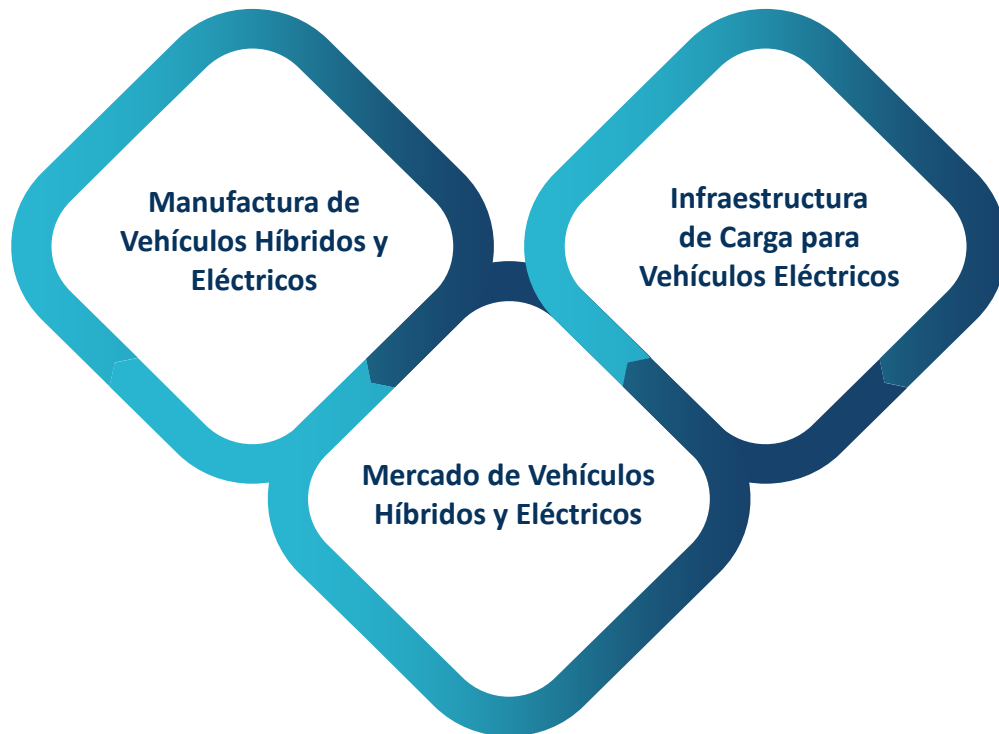 Manufactura de
Vehículos Híbridos y
Eléctricos
Infraestructura
de Carga para
Vehículos Eléctricos
Mercado de Vehículos
Híbridos y Eléctricos